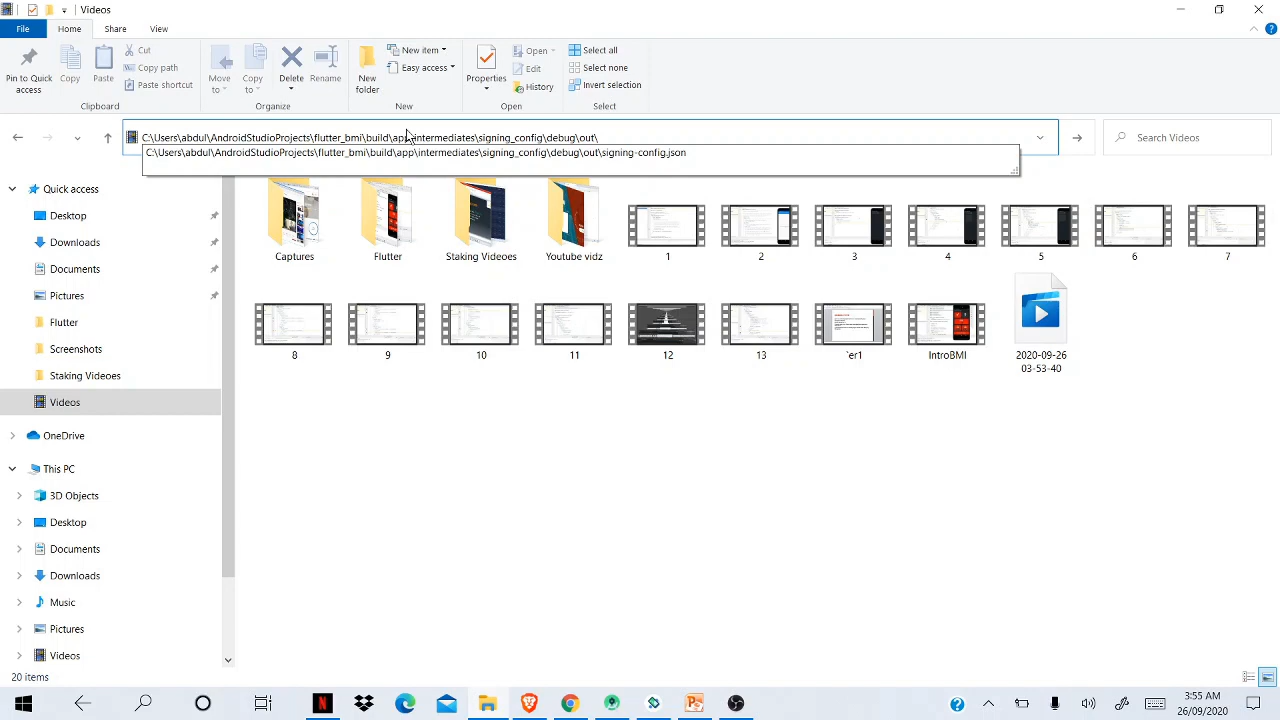 Videos
File
Home
Share
View
Pin to Quick access
Copy
Paste
Cut
Copy path
Paste shortcut
Clipboard
Move to
Copy to
Delete
Rename
Organize
New folder
New item
Easy access
New
Properties
Open
Edit
History
Open
Select all
Select none
Invert selection
Select
C:\Users\abdul\AndroidStudioProjects\flutter_bmi\build\app\intermediates\signing_config\debug\out\
Search Videos
C:\Users\abdul\AndroidStudioProjects\flutter_bmi\build\app\intermediates\signing_config\debug\out\signing-config.json
Quick access
Desktop
Downloads
Documents
Pictures
Flutter
Screenshots
Staking Videoes
Videos
OneDrive
This PC
3D Objects
Desktop
Documents
Downloads
Music
Pictures
Videos
Captures
Flutter
Staking Videoes
Youtube vidz
1
2
3
4
5
6
7
8
9
10
11
12
13
`er1
IntroBMI
2020-09-26 03-53-40
20 items
3:55 AM
26/09/2020